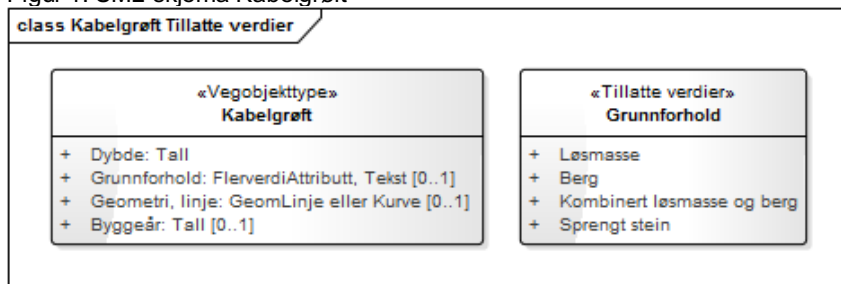 class Kabelgrøft Tillatte verdier
«Vegobjekttype»
Kabelgrøft
+ Dybde: Tall
+ Grunnforhold: FlerverdiAttributt, Tekst [0..1]
+ Geometri, linje: GeomLinje eller Kurve [0..1]
+ Byggeår: Tall [0..1]
«Tillatte verdier»
Grunnforhold
+ Løsmasse
+ Berg
+ Kombinert løsmasse og berg
+ Sprengt stein